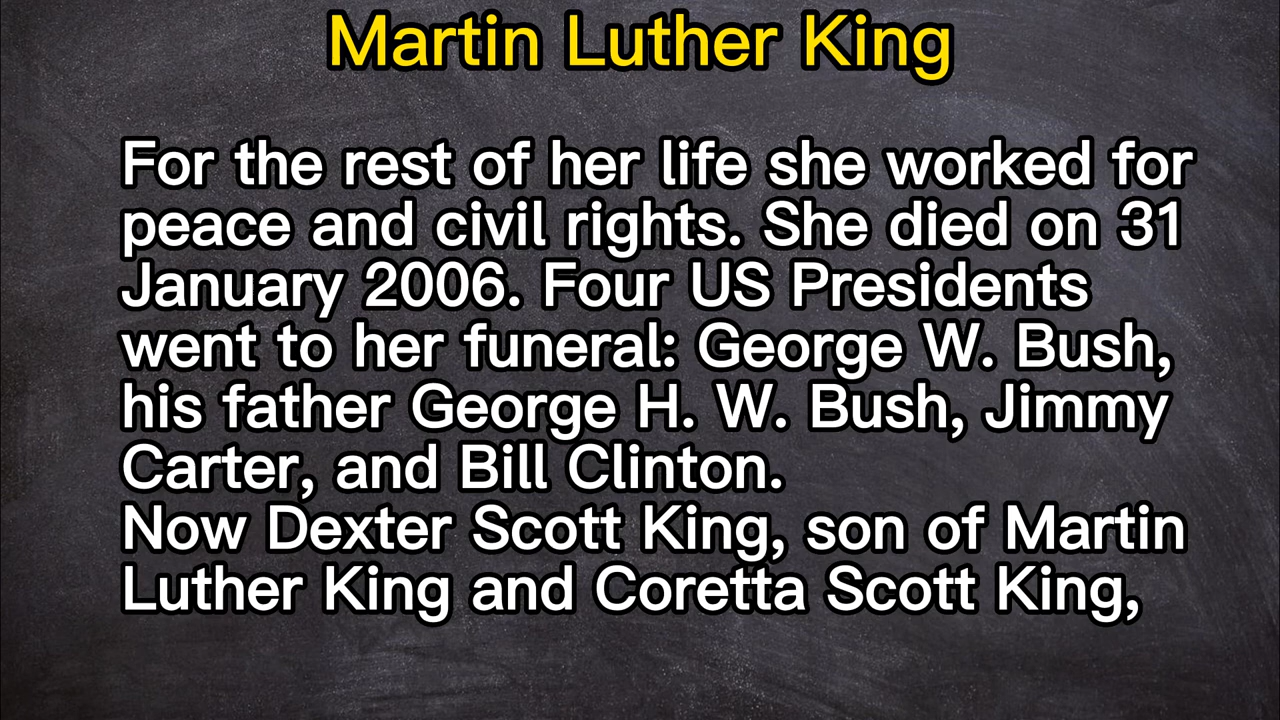 Martin Luther King
For the rest of her life she worked for
peace and civil rights. She died on 31
January 2006. Four US Presidents
went to her funeral: George W. Bush,
his father George H. W. Bush, Jimmy
Carter, and Bill Clinton.
Now Dexter Scott King, son of Martin
Luther King and Coretta Scott King,